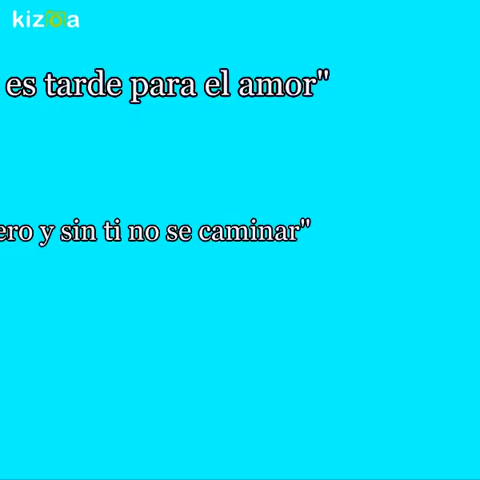 kizoa
es tarde para el amor"
ero y sin ti no se caminar"